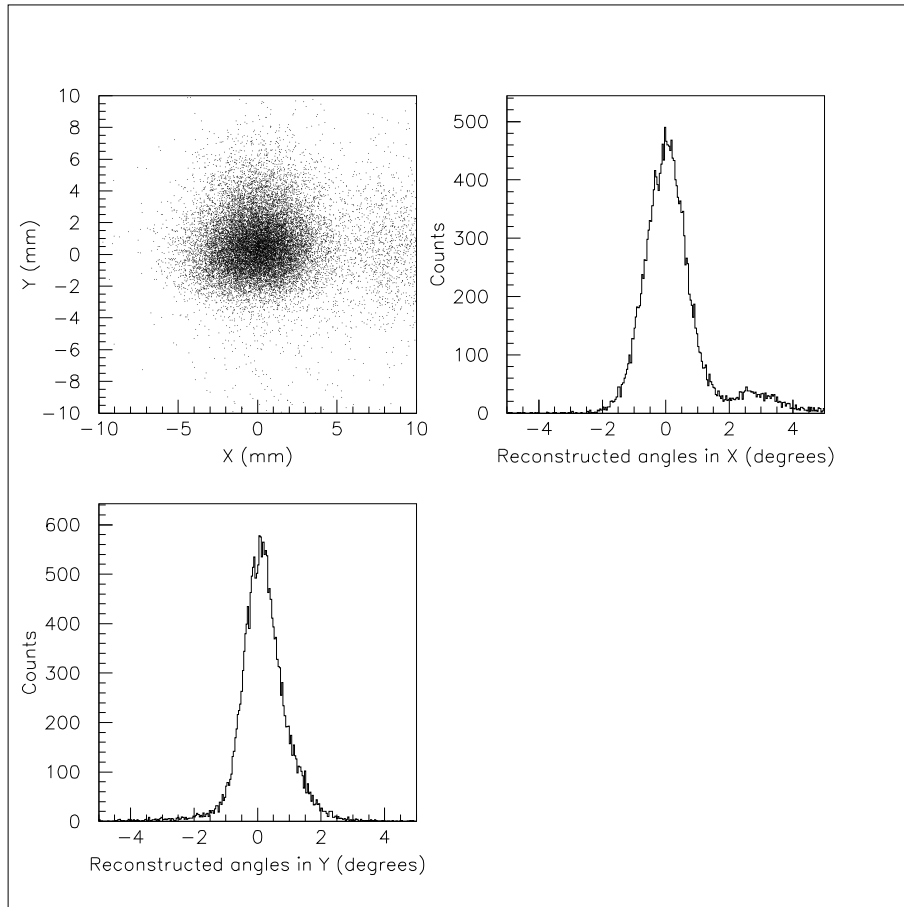 Y (mm)
10
8
6
4
2
0
−2
−4
−6
−8
−10
−10 −5 0 5 10
X (mm)
Counts
500
400
300
200
100
0
−4 −2 0 2 4
Reconstructed angles in X (degrees)
Counts
600
500
400
300
200
100
0
−4 −2 0 2 4
Reconstructed angles in Y (degrees)